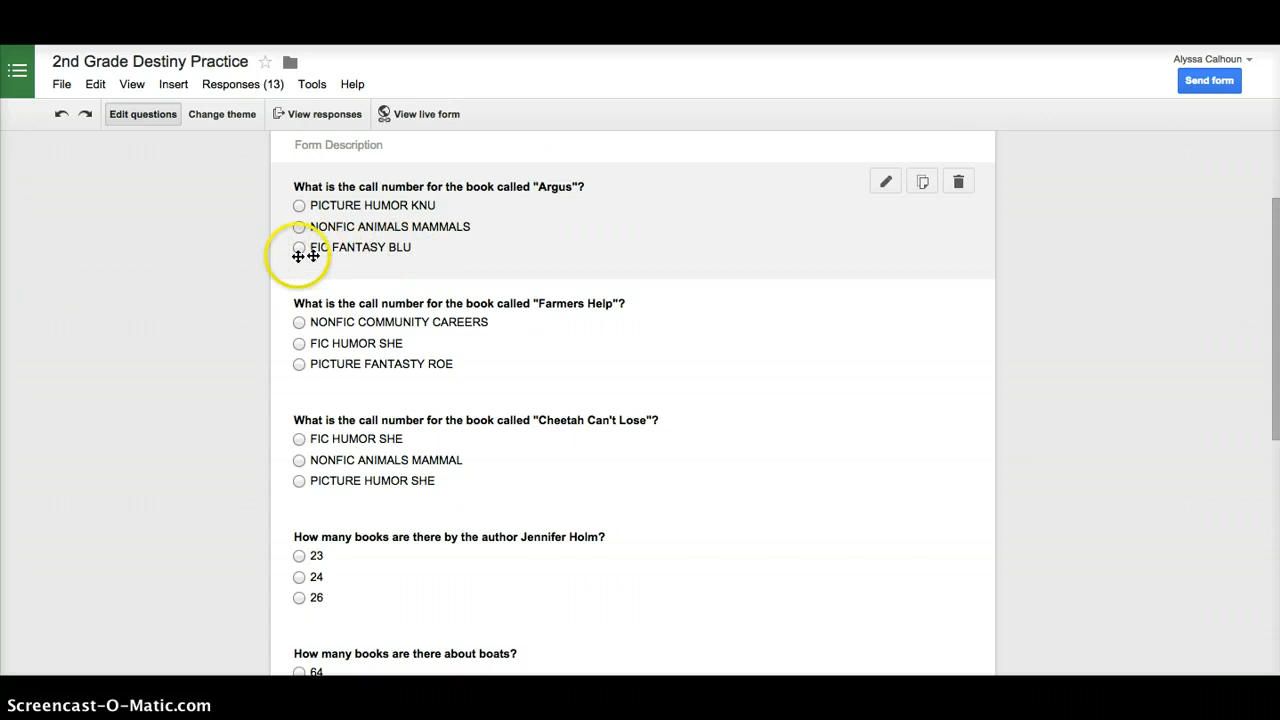 2nd Grade Destiny Practice
Alyssa Calhoun
File Edit View Insert Responses (13) Tools Help
Send form
Edit questions Change theme View responses View live form
Form Description
What is the call number for the book called "Argus"?
PICTURE HUMOR KNU
NONFIC ANIMALS MAMMALS
FIC FANTASY BLU
What is the call number for the book called "Farmers Help"?
NONFIC COMMUNITY CAREERS
FIC HUMOR SHE
PICTURE FANTASTY ROE
What is the call number for the book called "Cheetah Can't Lose"?
FIC HUMOR SHE
NONFIC ANIMALS MAMMAL
PICTURE HUMOR SHE
How many books are there by the author Jennifer Holm?
23
24
26
How many books are there about boats?
64
Screencast-O-Matic.com